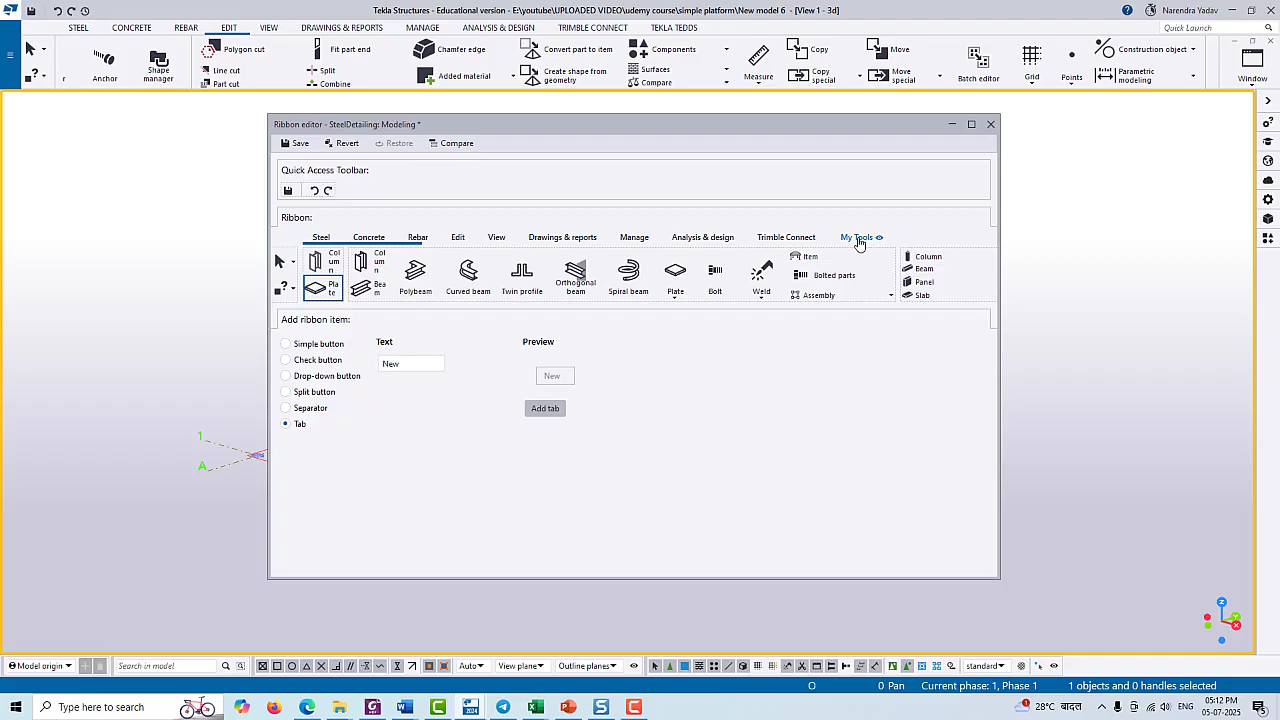 Tekla Structures - Educational version - E:\youtube\UPLOADED VIDEO\udemy course\simple platform\New model 6 - [View 1 - 3d]
Narendra Yadav
STEEL CONCRETE REBAR EDIT VIEW DRAWINGS & REPORTS MANAGE ANALYSIS & DESIGN TRIMBLE CONNECT TEKLA TEDDS
Quick Launch
r
Anchor
Shape manager
Polygon cut
Line cut
Part cut
Fit part end
Split
Combine
Chamfer edge
Added material
Convert part to item
Create shape from geometry
Components
Surfaces
Compare
Measure
Copy
Copy special
Move
Move special
Batch editor
Grid
Points
Construction object
Parametric modeling
Window
Ribbon editor - SteelDetailing: Modeling *
Save Revert Restore Compare
Quick Access Toolbar:
Ribbon:
Steel Concrete Rebar Edit View Drawings & reports Manage Analysis & design Trimble Connect My Tools
Col
um
n
Pla
te
Col
um
n
Bea
m
Polybeam
Curved beam
Twin profile
Orthogonal beam
Spiral beam
Plate
Bolt
Weld
Item
Bolted parts
Assembly
Column
Beam
Panel
Slab
Add ribbon item:
Simple button
Check button
Drop-down button
Split button
Separator
Tab
Text
New
Preview
New
Add tab
1
A
Model origin
Search in model
Auto
View plane
Outline planes
standard
O 0 Pan Current phase: 1, Phase 1 1 objects and 0 handles selected
Type here to search
28°C बादल
ENG
05:12 PM
05-07-2025